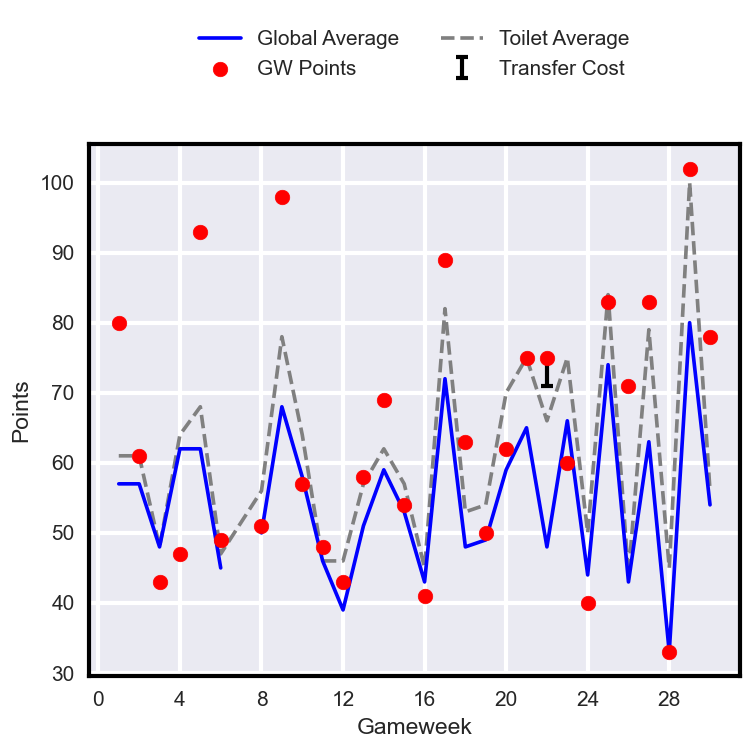 Global Average
Toilet Average
GW Points
Transfer Cost
Points
100
90
80
70
60
50
40
30
0 4 8 12 16 20 24 28
Gameweek